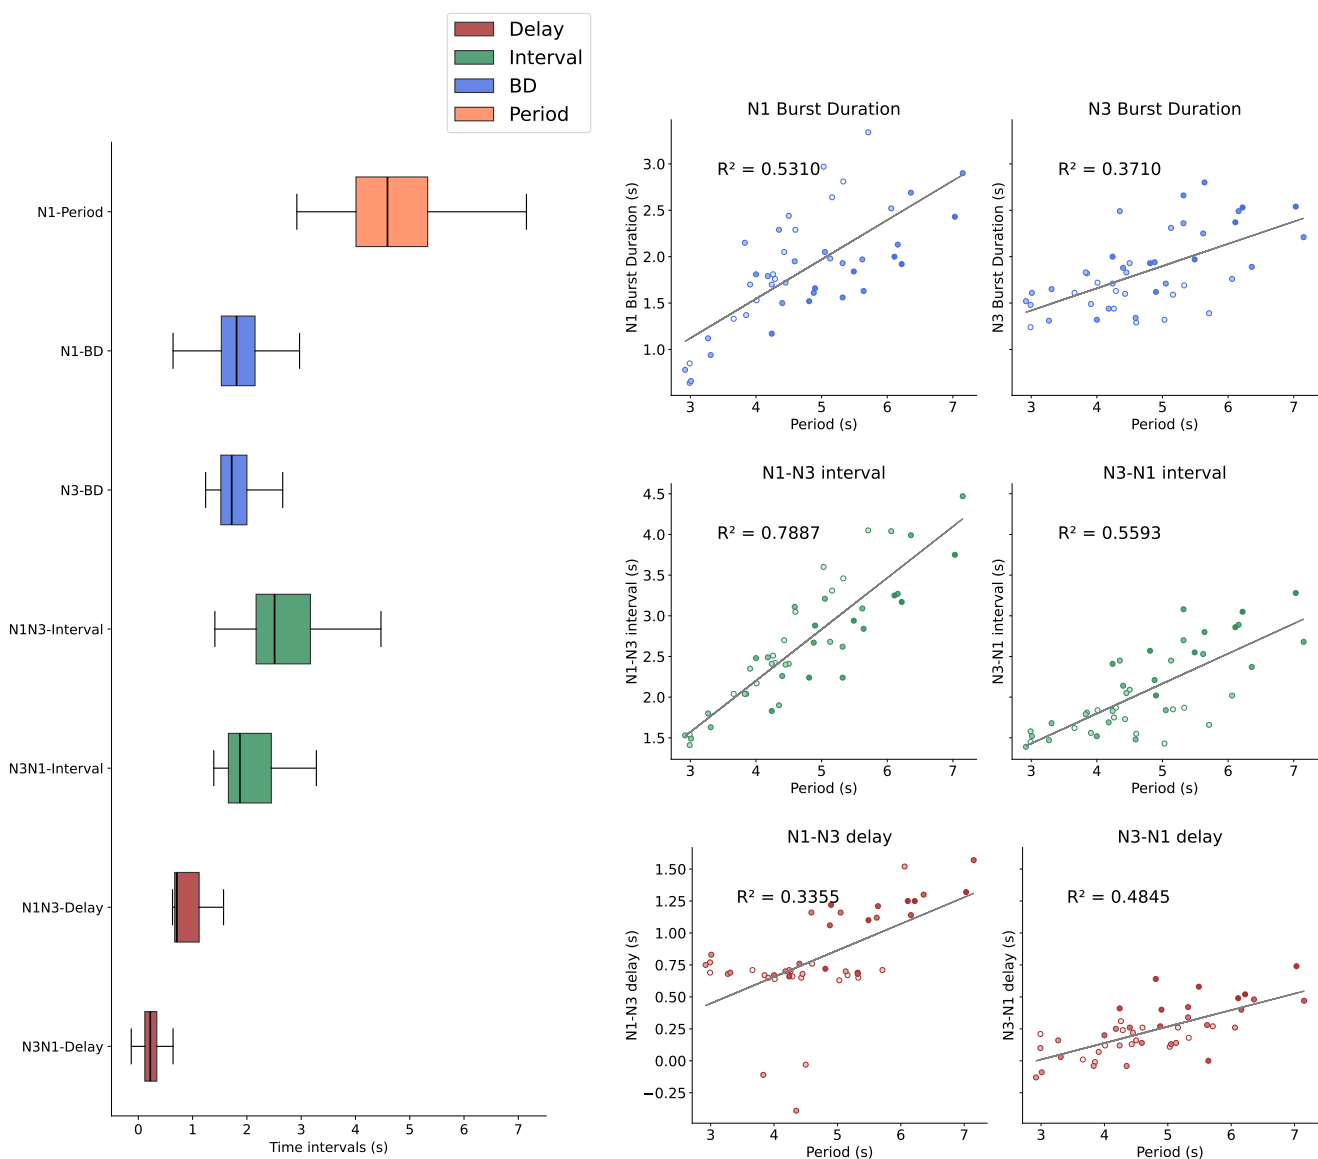 Delay
Interval
BD
Period
N1-Period
N1-BD
N3-BD
N1N3-Interval
N3N1-Interval
N1N3-Delay
N3N1-Delay
0 1 2 3 4 5 6 7
Time intervals (s)
N1 Burst Duration
R² = 0.5310
N1 Burst Duration (s)
3.0
2.5
2.0
1.5
1.0
3 4 5 6 7
Period (s)
N3 Burst Duration
R² = 0.3710
N3 Burst Duration (s)
3 4 5 6 7
Period (s)
N1-N3 interval
R² = 0.7887
N1-N3 interval (s)
4.5
4.0
3.5
3.0
2.5
2.0
1.5
3 4 5 6 7
Period (s)
N3-N1 interval
R² = 0.5593
N3-N1 interval (s)
3 4 5 6 7
Period (s)
N1-N3 delay
R² = 0.3355
N1-N3 delay (s)
1.50
1.25
1.00
0.75
0.50
0.25
0.00
−0.25
3 4 5 6 7
Period (s)
N3-N1 delay
R² = 0.4845
N3-N1 delay (s)
3 4 5 6 7
Period (s)